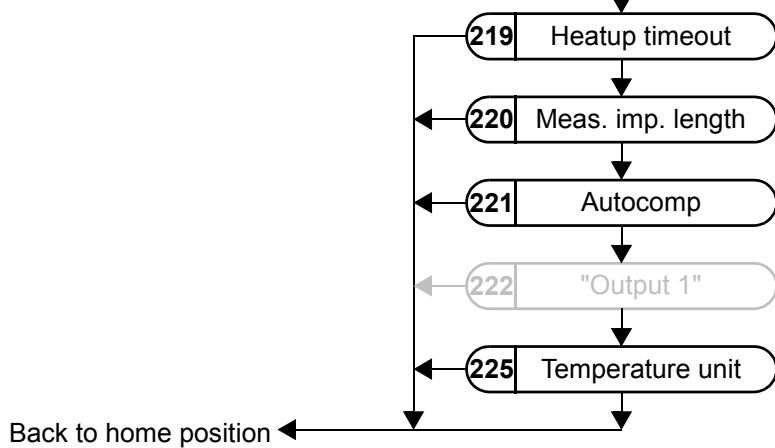 219 Heatup timeout
220 Meas. imp. length
221 Autocomp
222 "Output 1"
225 Temperature unit
Back to home position